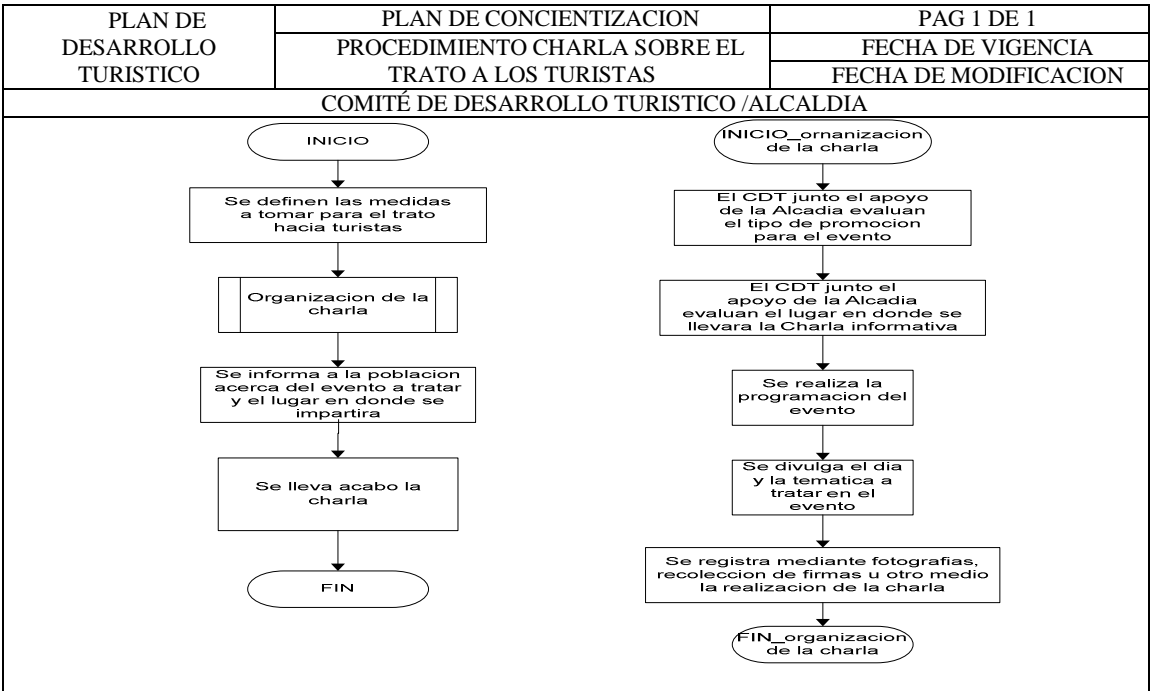 PLAN DE
DESARROLLO
TURISTICO
PLAN DE CONCIENTIZACION
PROCEDIMIENTO CHARLA SOBRE EL
TRATO A LOS TURISTAS
PAG 1 DE 1
FECHA DE VIGENCIA
FECHA DE MODIFICACION
COMITÉ DE DESARROLLO TURISTICO /ALCALDIA
INICIO
Se definen las medidas
a tomar para el trato
hacia turistas
Organizacion de la
charla
Se informa a la poblacion
acerca del evento a tratar
y el lugar en donde se
impartira
Se lleva acabo la
charla
FIN
INICIO_ornanizacion
de la charla
El CDT junto el apoyo
de la Alcadia evaluan
el tipo de promocion
para el evento
El CDT junto el
apoyo de la Alcadia
evaluan el lugar en donde se
llevara la Charla informativa
Se realiza la
programacion del
evento
Se divulga el dia
y la tematica a
tratar en el
evento
Se registra mediante fotografias,
recoleccion de firmas u otro medio
la realizacion de la charla
FIN_organizacion
de la charla